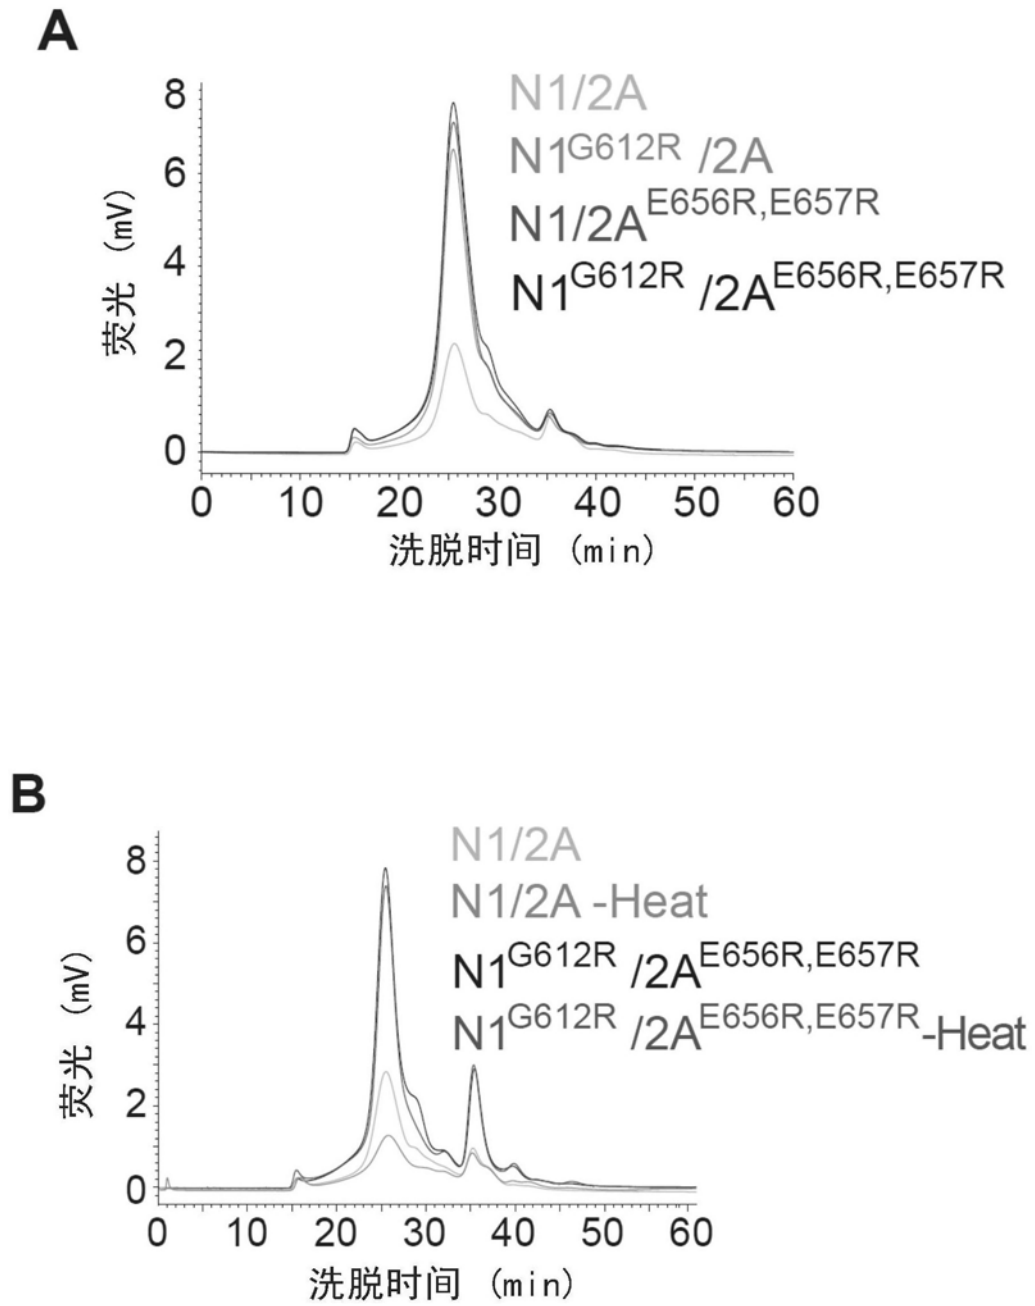 A
8
6
4
2
0
荧光 (mV)
N1/2A
N1G612R /2A
N1/2AE656R,E657R
N1G612R /2AE656R,E657R
0 10 20 30 40 50 60
洗脱时间 (min)
B
8
6
4
2
0
荧光 (mV)
N1/2A
N1/2A -Heat
N1G612R /2AE656R,E657R
N1G612R /2AE656R,E657R-Heat
0 10 20 30 40 50 60
洗脱时间 (min)